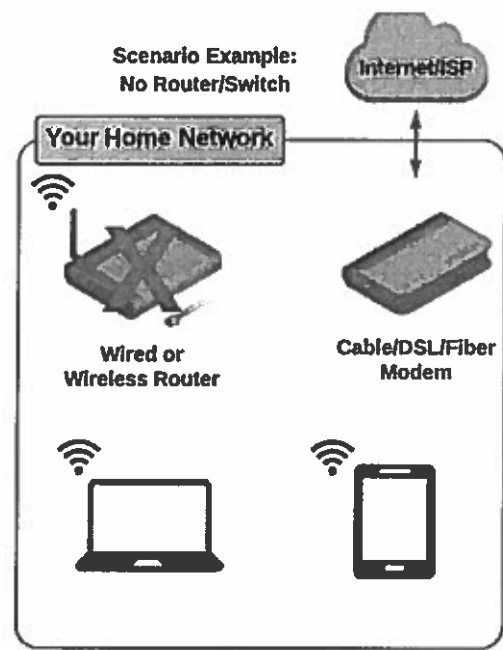 Scenario Example:
No Router/Switch
Internet/ISP
Your Home Network
Wired or
Wireless Router
Cable/DSL/Fiber
Modem